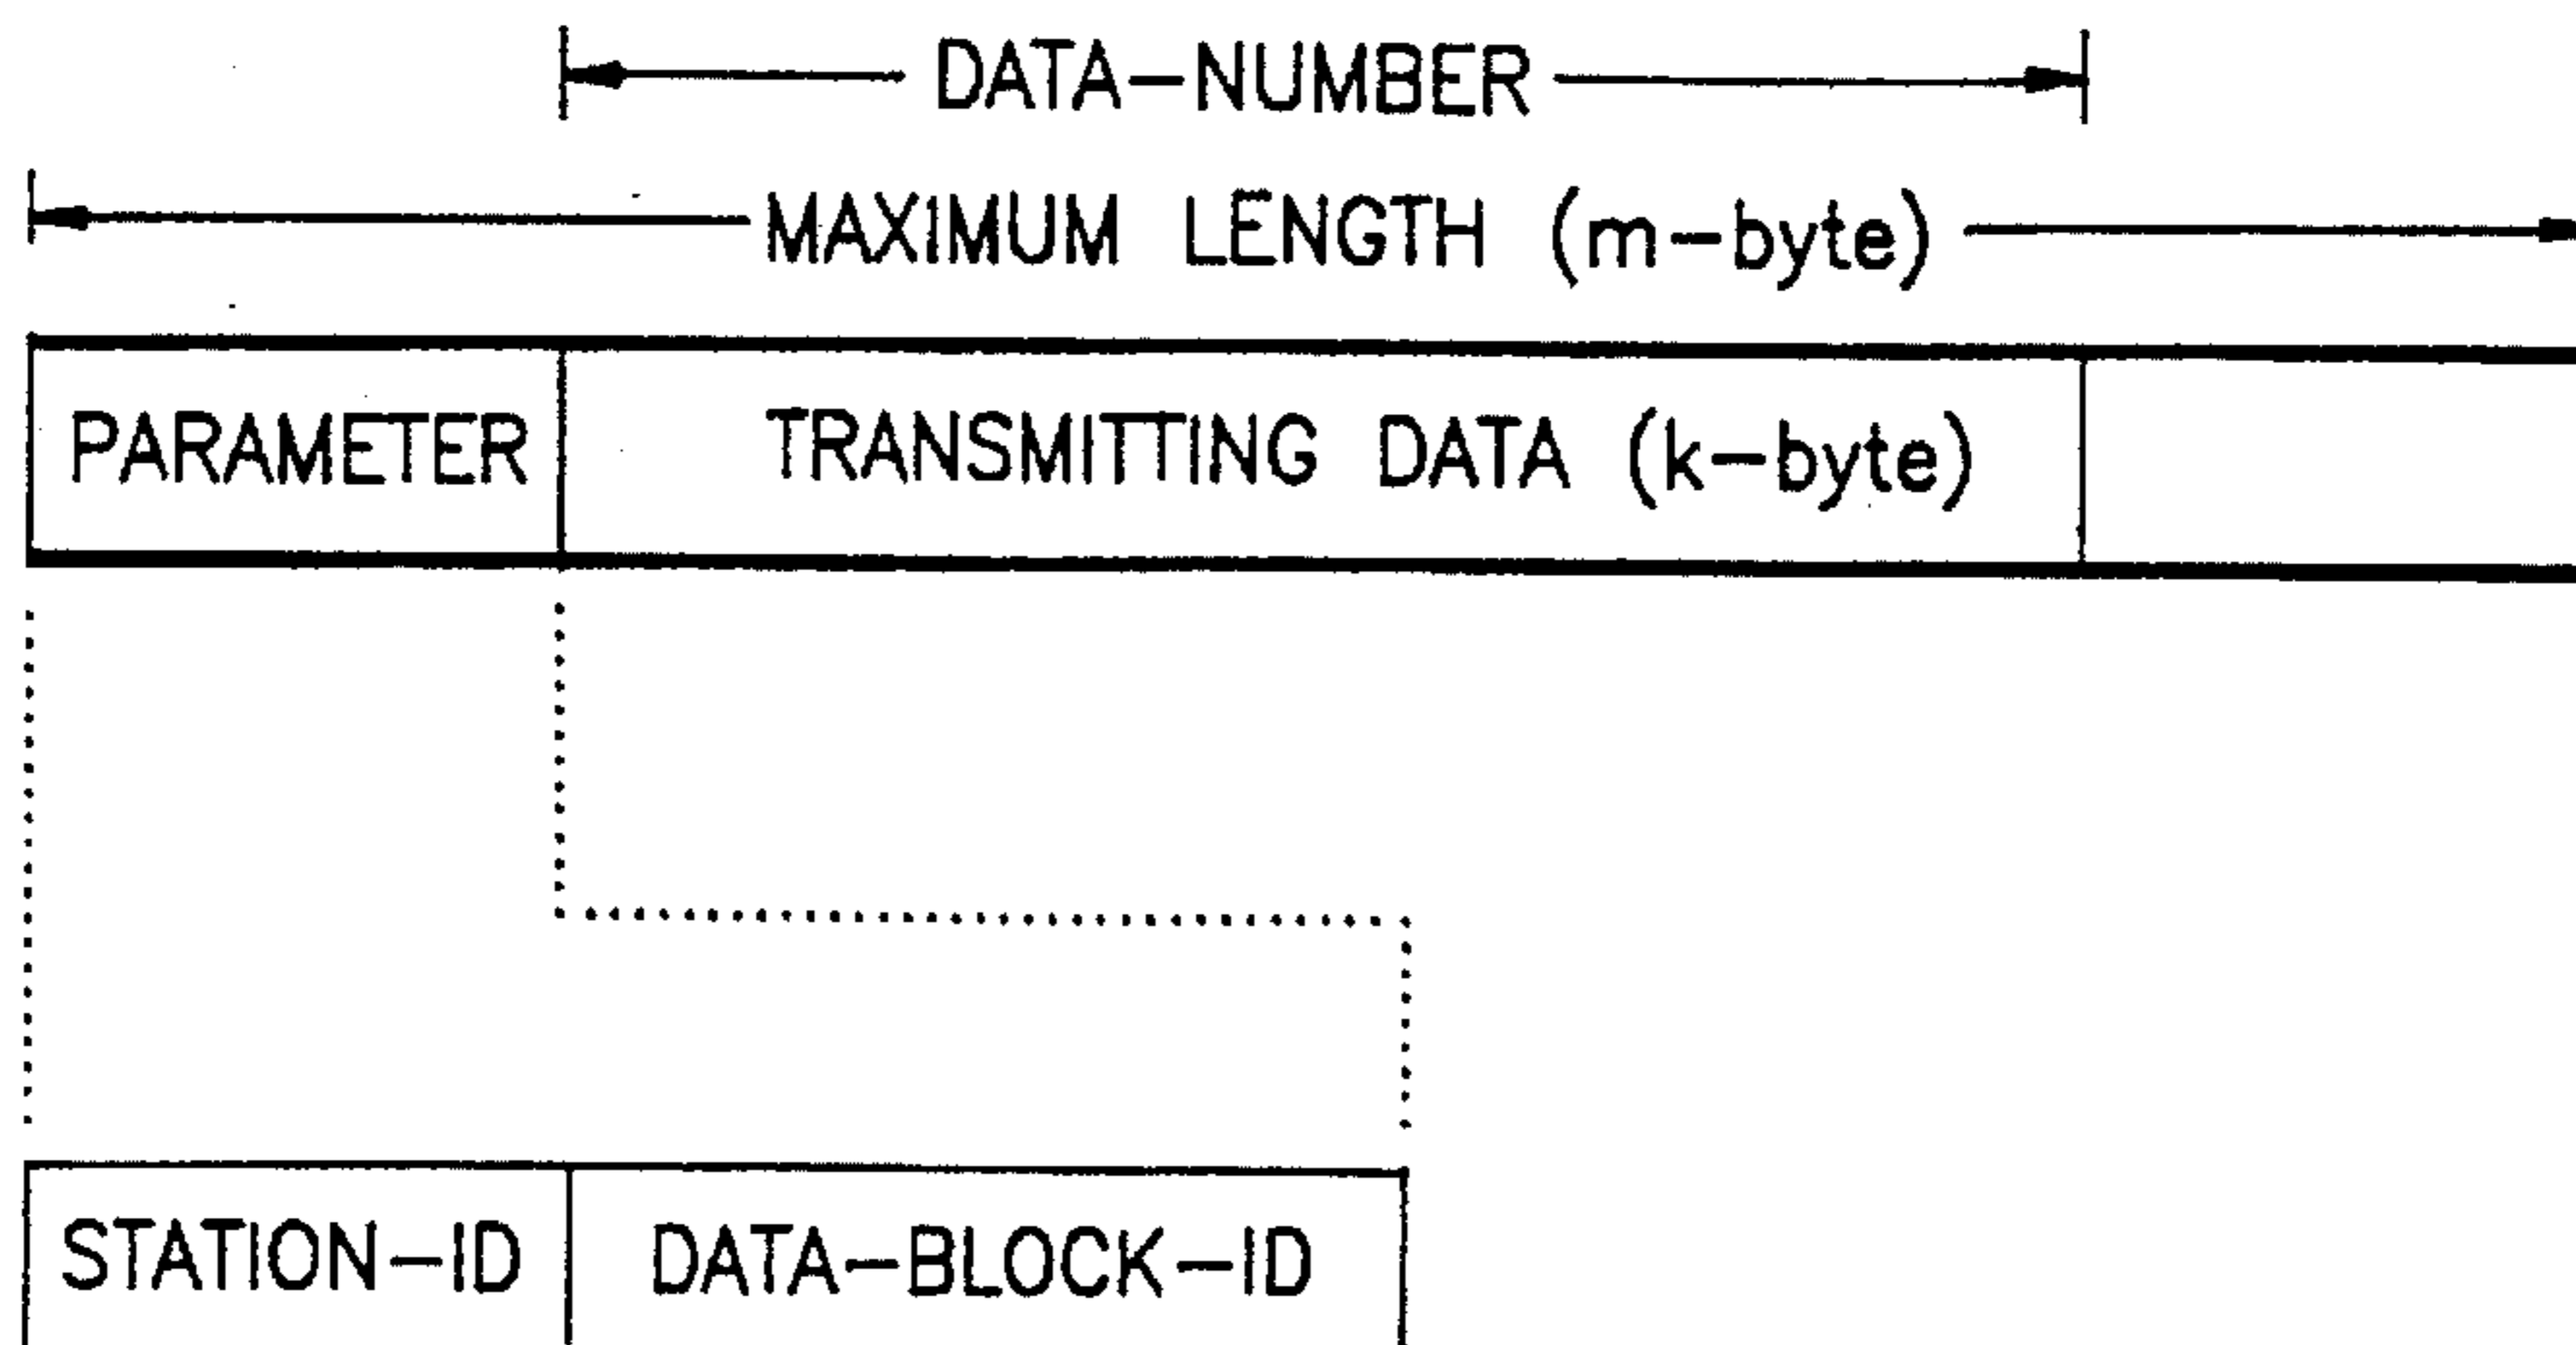 DATA-NUMBER
MAXIMUM LENGTH (m-byte)
PARAMETER
TRANSMITTING DATA (k-byte)
STATION-ID
DATA-BLOCK-ID